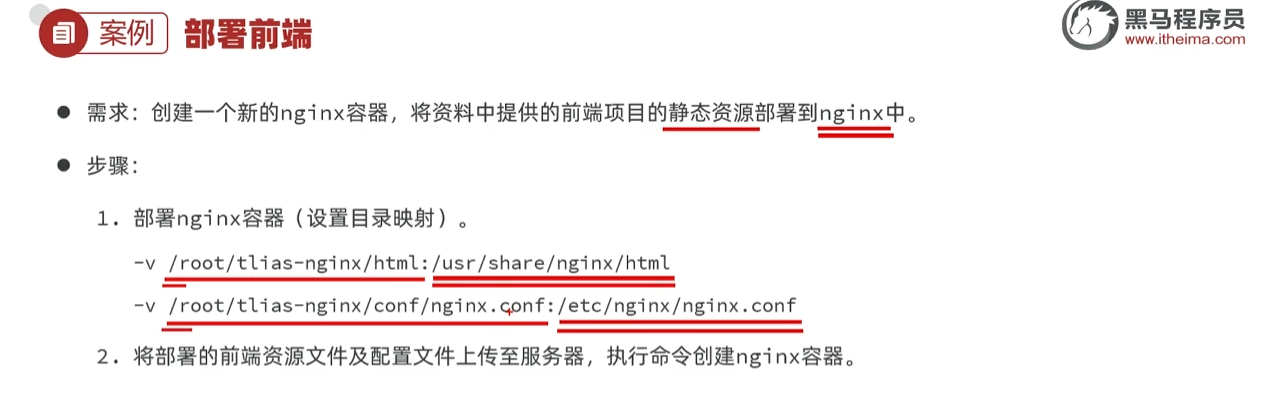 案例 部署前端
黑马程序员
www.itheima.com
● 需求：创建一个新的nginx容器，将资料中提供的前端项目的静态资源部署到nginx中。
● 步骤：
1. 部署nginx容器（设置目录映射）。
-v /root/tlias-nginx/html:/usr/share/nginx/html
-v /root/tlias-nginx/conf/nginx.conf:/etc/nginx/nginx.conf
2. 将部署的前端资源文件及配置文件上传至服务器，执行命令创建nginx容器。